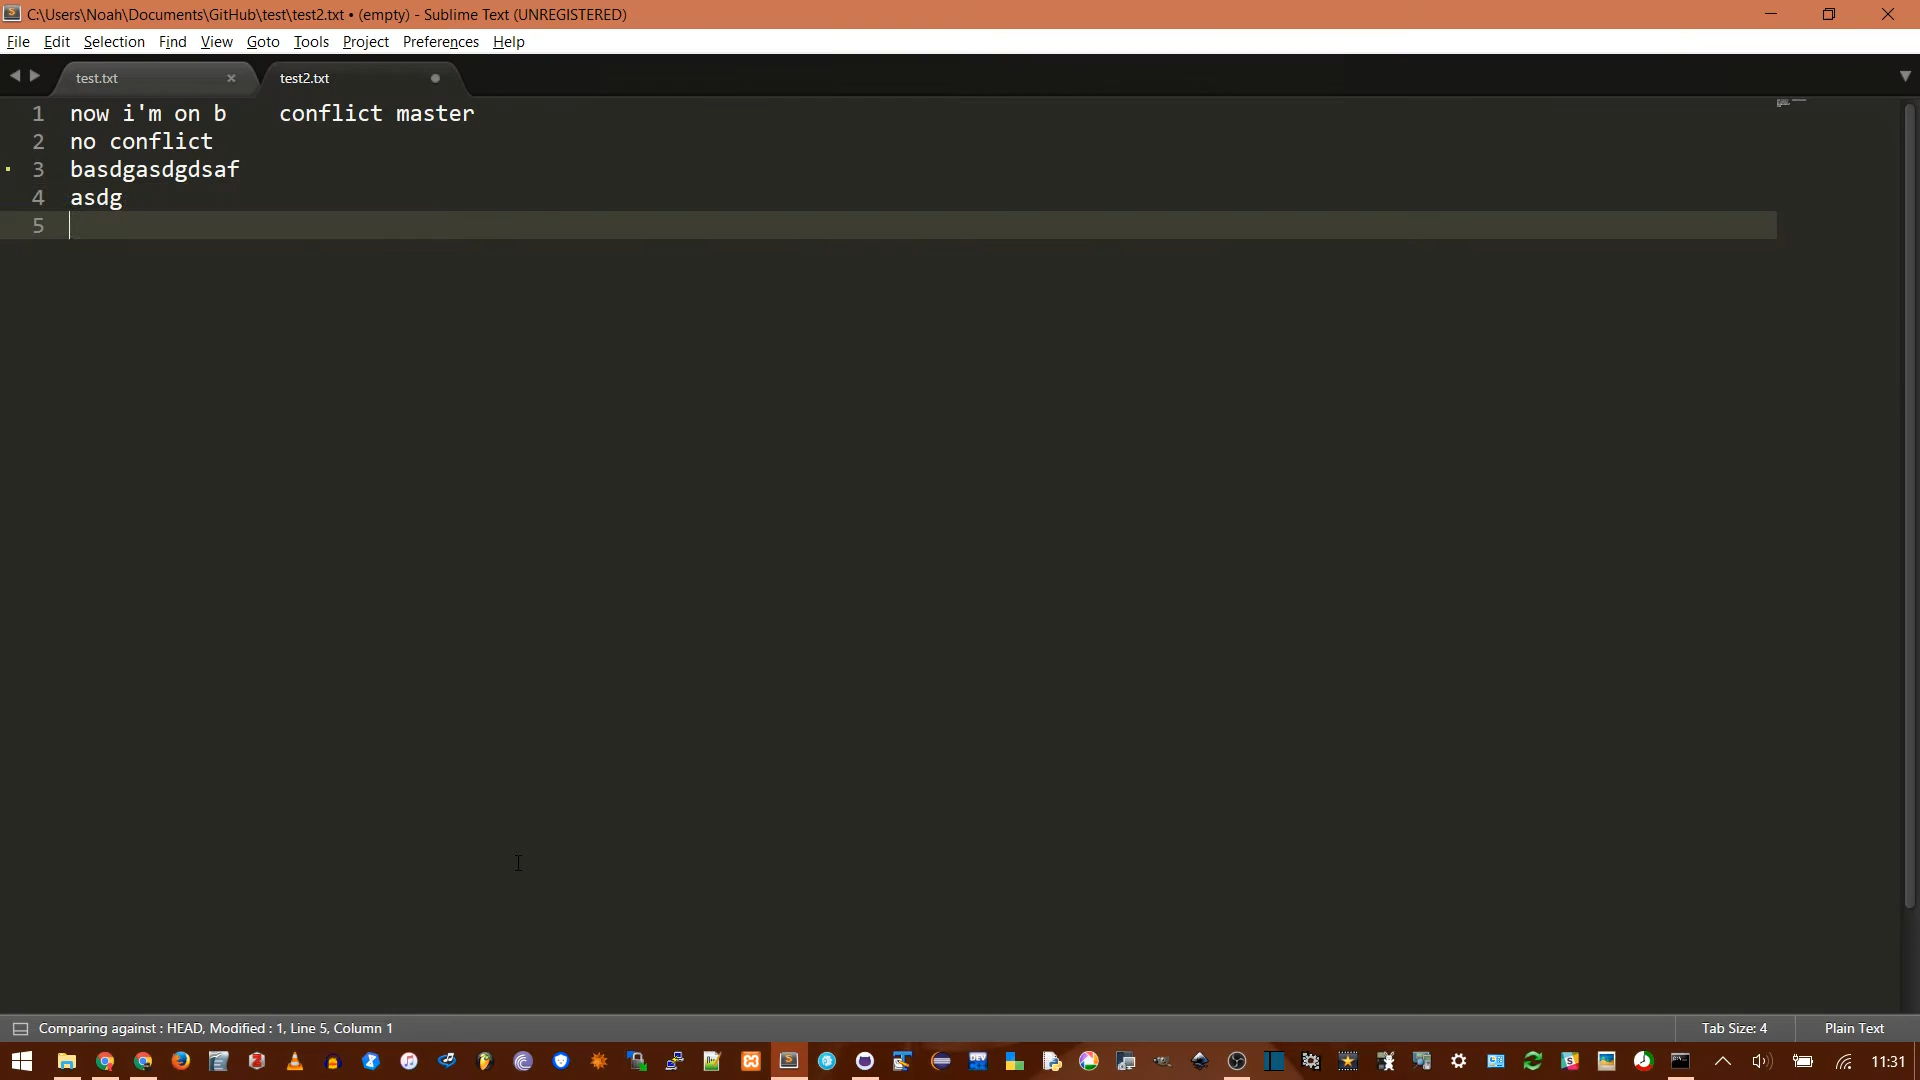 C:\Users\Noah\Documents\GitHub\test\test2.txt • (empty) - Sublime Text (UNREGISTERED)
File Edit Selection Find View Goto Tools Project Preferences Help
test.txt test2.txt
1 now i'm on b    conflict master
2 no conflict
3 basdgasdgdsaf
4 asdg
5
Comparing against : HEAD, Modified : 1, Line 5, Column 1 Tab Size: 4 Plain Text
11:31